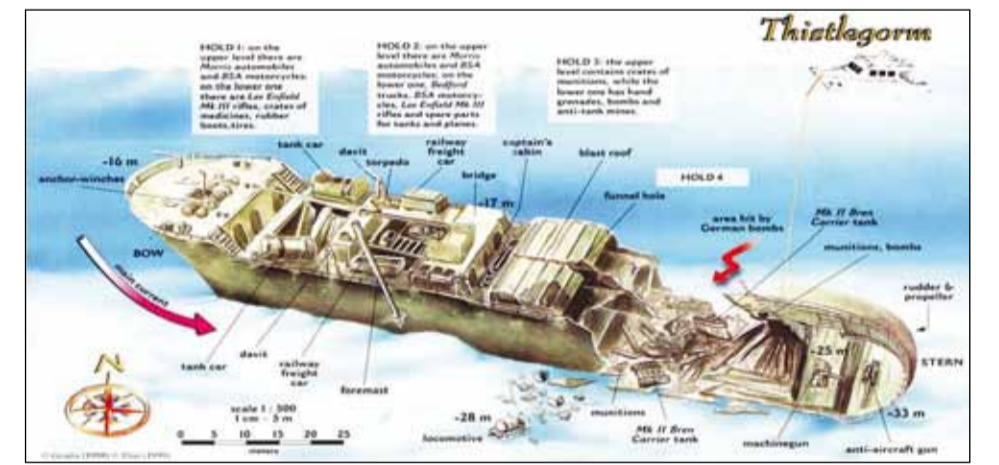 Thistlegorm
HOLD 1: on the
upper level there are
Morris automobiles
and BSA motorcycles;
on the lower one
there are Lee Enfield
Mk III rifles, crates of
medicines, rubber
boots, tires.
HOLD 2: on the upper
level there are Morris
automobiles and BSA
motorcycles; on the
lower one, Bedford
trucks, BSA motorcy-
cles, Lee Enfield Mk III
rifles and spare parts
for tanks and planes.
HOLD 3: the upper
level contains crates of
munitions, while the
lower one has hand
grenades, bombs and
anti-tank mines.
HOLD 4
tank car
davit
torpedo
railway
freight
car
bridge
captain's
cabin
blast roof
funnel hole
area hit by
German bombs
Mk II Bren
Carrier tank
munitions, bombs
rudder &
propeller
STERN
-16 m
anchor-winches
-17 m
BOW
main current
N
tank car
davit
railway
freight
car
foremast
scale 1 : 500
1 cm = 5 m
0 5 10 15 20 25
meters
-28 m
locomotive
munitions
Mk II Bren
Carrier tank
-25 m
machinegun
-33 m
anti-aircraft gun